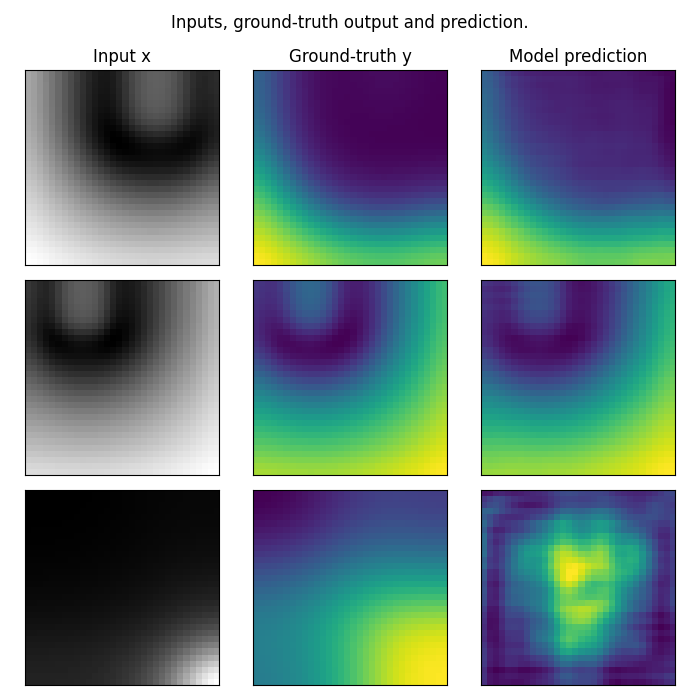 Inputs, ground-truth output and prediction.
Input x
Ground-truth y
Model prediction